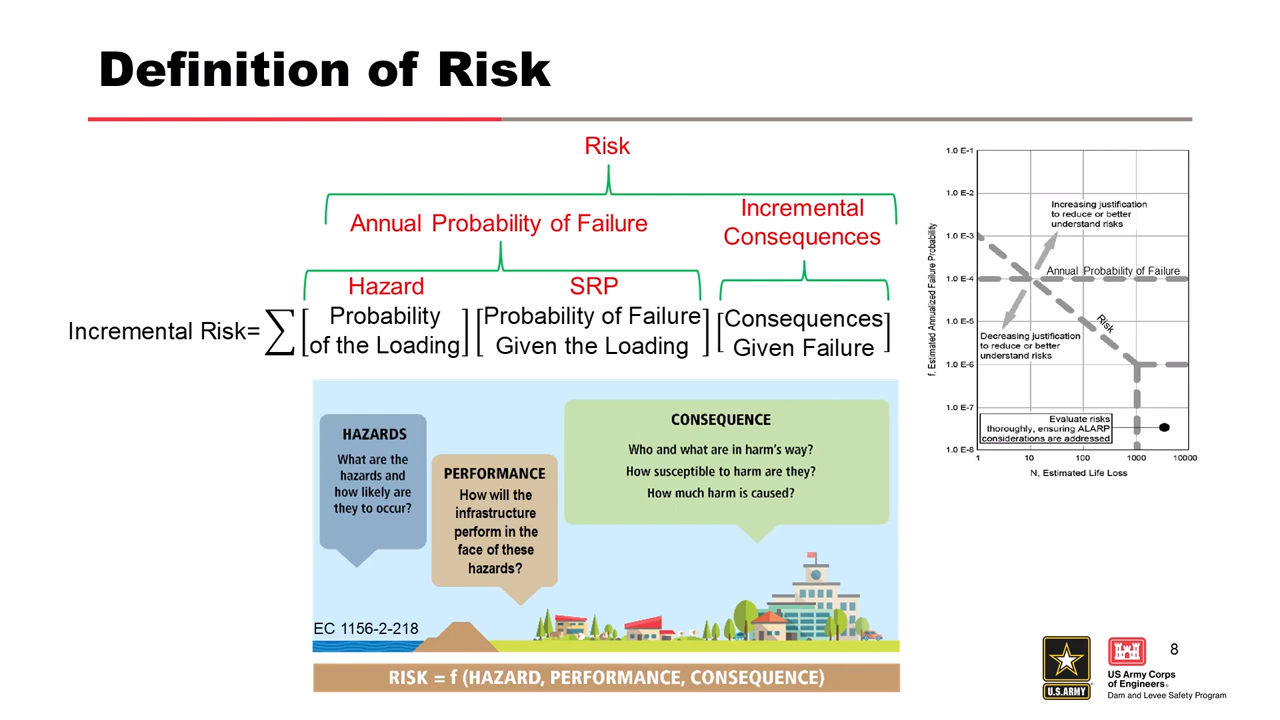 Definition of Risk
Risk
Annual Probability of Failure
Incremental
Consequences
Hazard
SRP
Incremental Risk= ∑ [Probability of the Loading] [Probability of Failure Given the Loading] [Consequences Given Failure]
HAZARDS
What are the
hazards and
how likely are
they to occur?
PERFORMANCE
How will the
infrastructure
perform in the
face of these
hazards?
CONSEQUENCE
Who and what are in harm's way?
How susceptible to harm are they?
How much harm is caused?
EC 1156-2-218
RISK = f (HAZARD, PERFORMANCE, CONSEQUENCE)
f, Estimated Annualized Failure Probability
1.0 E-1
1.0 E-2
1.0 E-3
1.0 E-4
1.0 E-5
1.0 E-6
1.0 E-7
1.0 E-8
Increasing justification
to reduce or better
understand risks
Annual Probability of Failure
Risk
Decreasing justification
to reduce or better
understand risks
Evaluate risks
thoroughly, ensuring ALARP
considerations are addressed
1 10 100 1000 10000
N, Estimated Life Loss
8
U.S. ARMY
US Army Corps
of Engineers®
Dam and Levee Safety Program